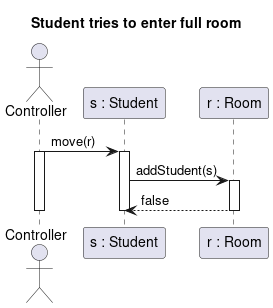 Student tries to enter full room
Controller
s : Student
r : Room
move(r)
addStudent(s)
false
Controller
s : Student
r : Room